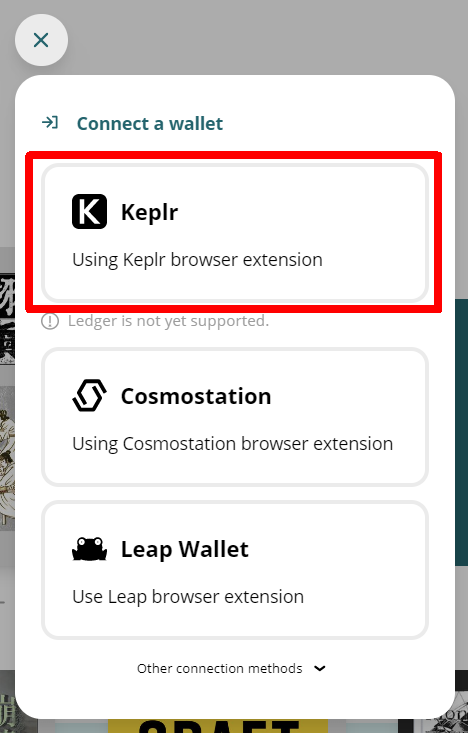 Connect a wallet
Keplr
Using Keplr browser extension
Ledger is not yet supported.
Cosmostation
Using Cosmostation browser extension
Leap Wallet
Use Leap browser extension
Other connection methods
CRAFT